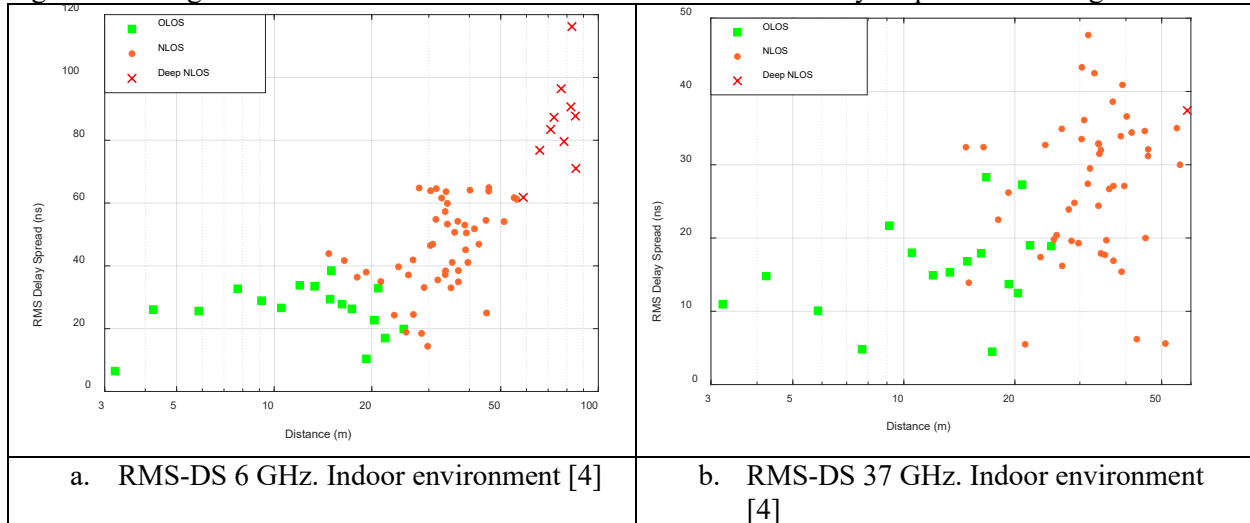 120
100
80
60
40
20
0
RMS Delay Spread (ns)
OLOS
NLOS
Deep NLOS
3
5
10
20
50
100
Distance (m)
a. RMS-DS 6 GHz. Indoor environment [4]
50
40
30
20
10
0
RMS Delay Spread (ns)
OLOS
NLOS
Deep NLOS
3
5
10
20
50
Distance (m)
b. RMS-DS 37 GHz. Indoor environment
[4]